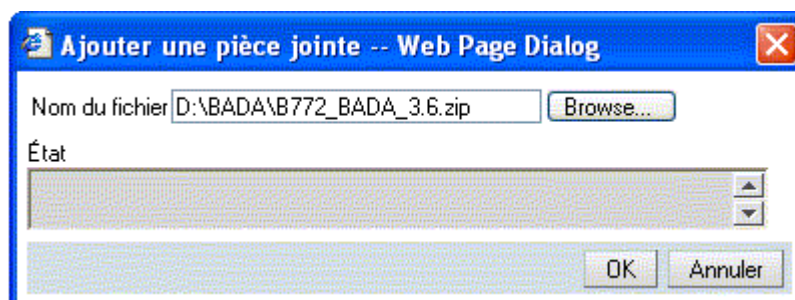 Ajouter une pièce jointe -- Web Page Dialog
Nom du fichier D:\BADA\B772_BADA_3.6.zip Browse...
État
OK Annuler